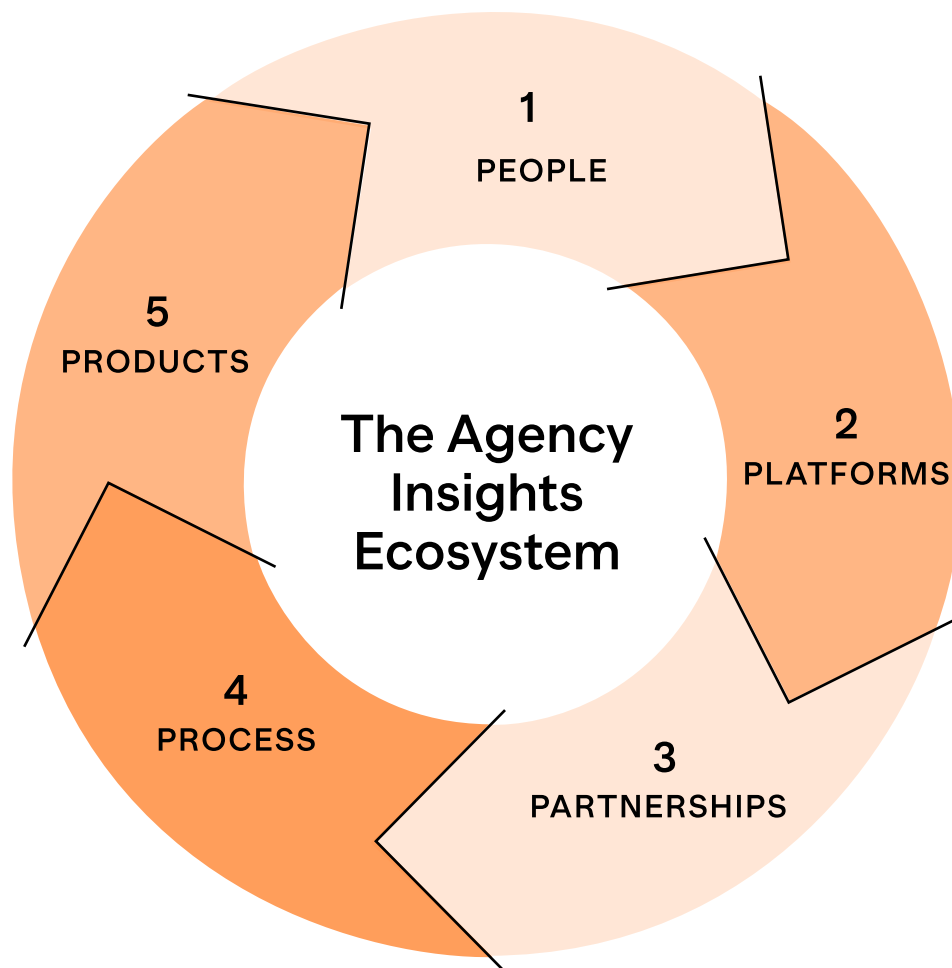 1
PEOPLE
2
PLATFORMS
3
PARTNERSHIPS
4
PROCESS
5
PRODUCTS
The Agency
Insights
Ecosystem